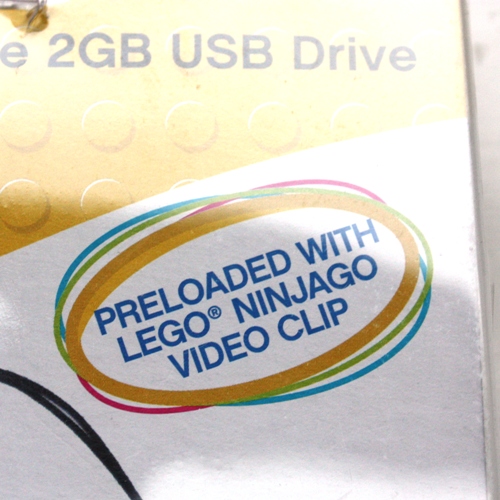 e 2GB USB Drive
PRELOADED WITH
LEGO® NINJAGO
VIDEO CLIP